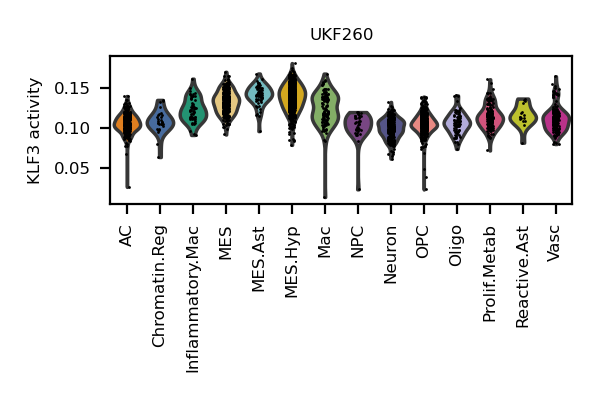 UKF260
KLF3 activity
0.15
0.10
0.05
AC
Chromatin.Reg
Inflammatory.Mac
MES
MES.Ast
MES.Hyp
Mac
NPC
Neuron
OPC
Oligo
Prolif.Metab
Reactive.Ast
Vasc